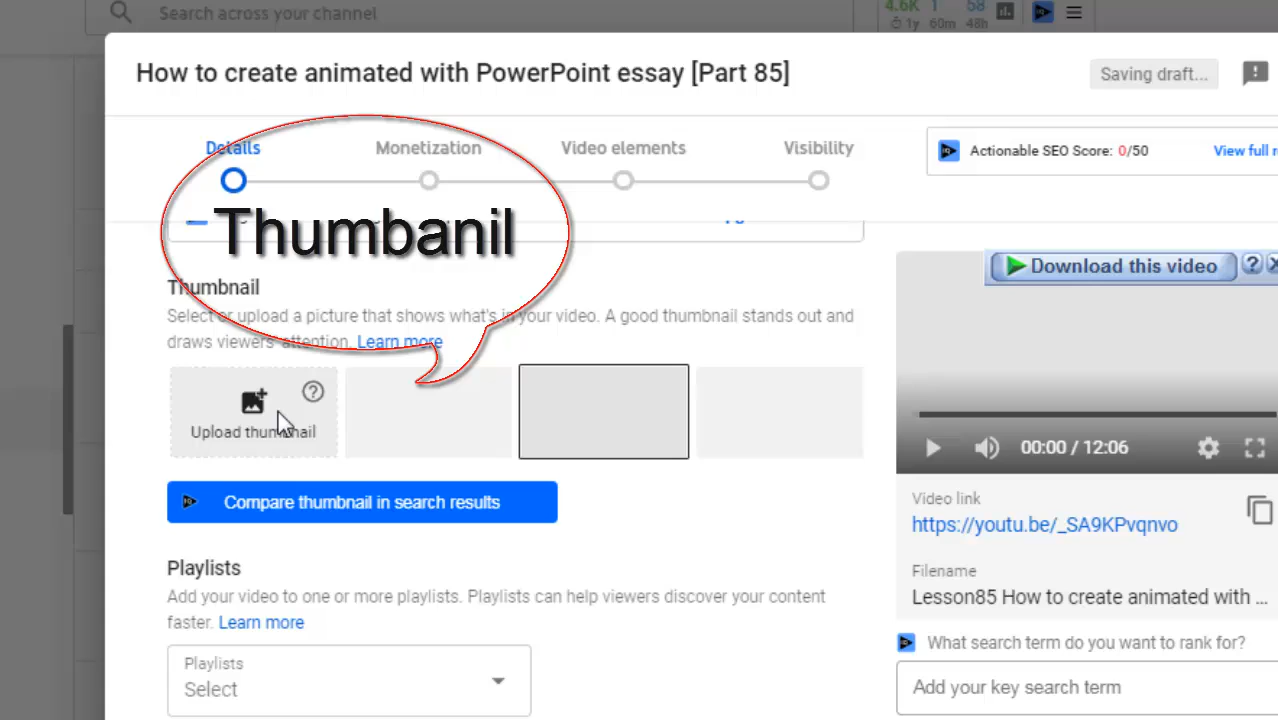 Search across your channel
4.6K 1 58
1y 60m 48h
How to create animated with PowerPoint essay [Part 85]
Saving draft...
Details Monetization Video elements Visibility
Actionable SEO Score: 0/50 View full
Thumbanil
Download this video ?
Thumbnail
Select or upload a picture that shows what's in your video. A good thumbnail stands out and
draws viewers' attention. Learn more
Upload thumbnail
00:00 / 12:06
Compare thumbnail in search results
Video link
https://youtu.be/_SA9KPvqnvo
Playlists
Filename
Add your video to one or more playlists. Playlists can help viewers discover your content
faster. Learn more
Lesson85 How to create animated with ...
What search term do you want to rank for?
Playlists
Select
Add your key search term